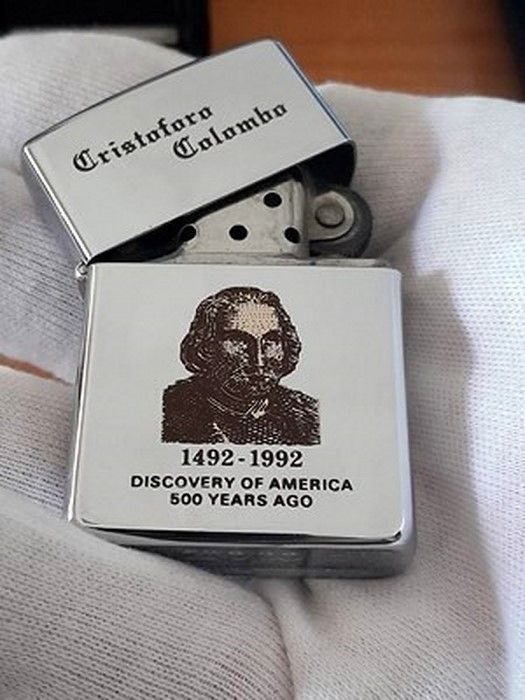 Cristoforo
Colombo
1492-1992
DISCOVERY OF AMERICA
500 YEARS AGO